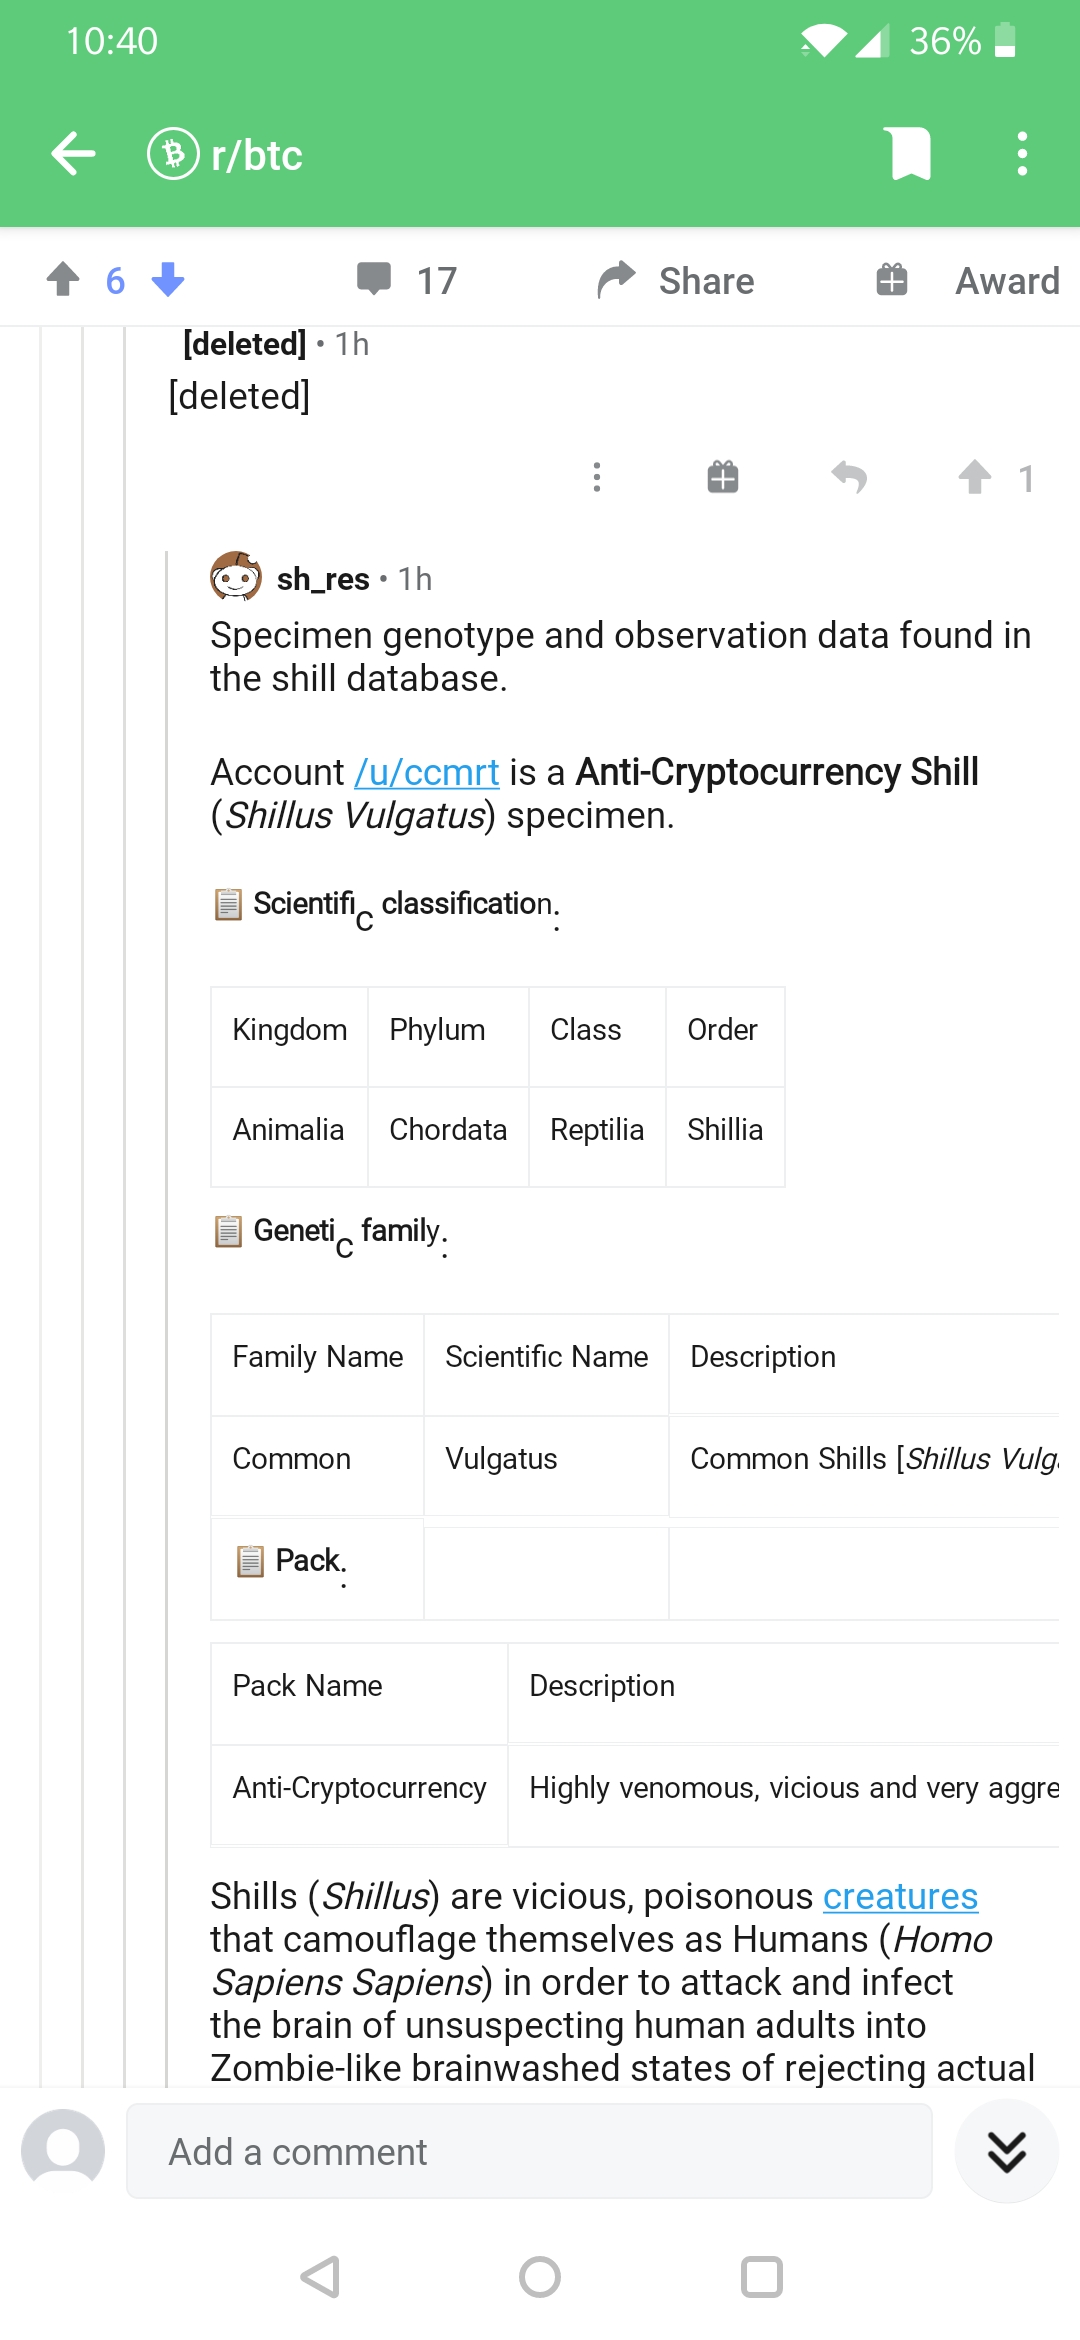 10:40 36%
r/btc
6 17 Share Award
[deleted] • 1h
[deleted]
1
sh_res • 1h
Specimen genotype and observation data found in
the shill database.
Account /u/ccmrt is a Anti-Cryptocurrency Shill
(Shillus Vulgatus) specimen.
📋 Scientific classification:
Kingdom Phylum Class Order
Animalia Chordata Reptilia Shillia
📋 Genetic family:
Family Name Scientific Name Description
Common Vulgatus Common Shills [Shillus Vulg
📋 Pack:
Pack Name Description
Anti-Cryptocurrency Highly venomous, vicious and very aggre
Shills (Shillus) are vicious, poisonous creatures
that camouflage themselves as Humans (Homo
Sapiens Sapiens) in order to attack and infect
the brain of unsuspecting human adults into
Zombie-like brainwashed states of rejecting actual
Add a comment